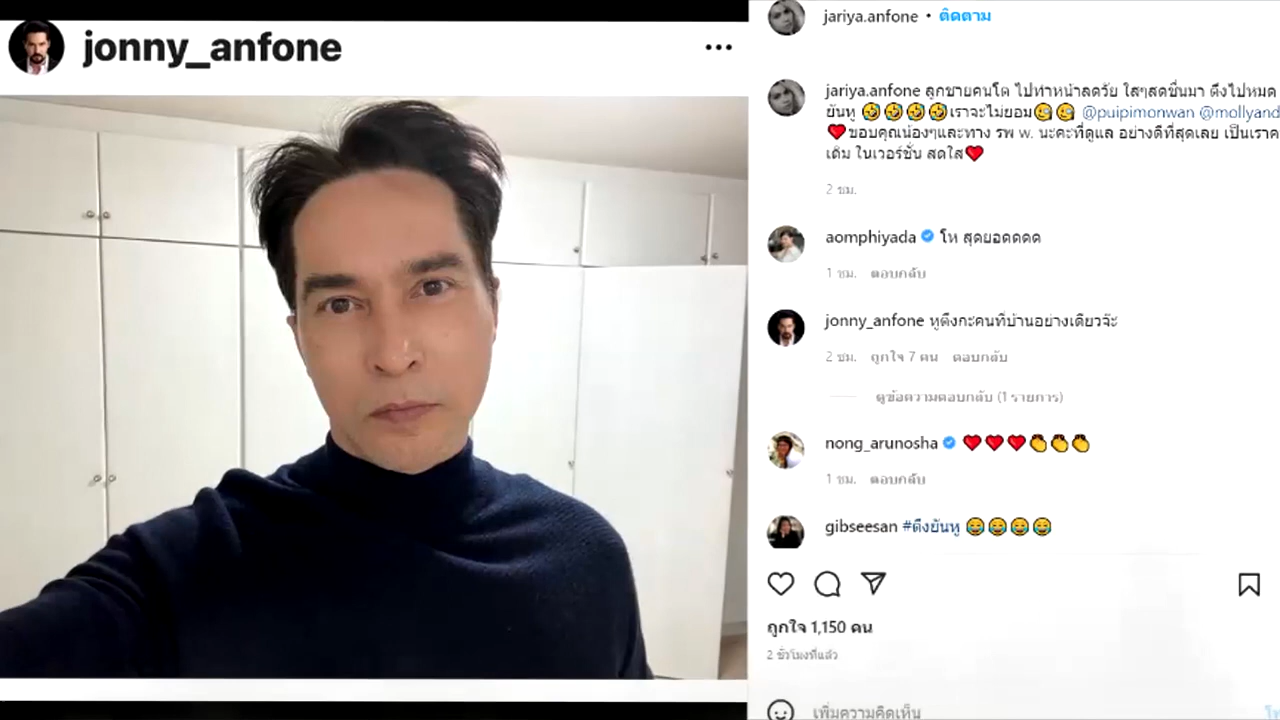 jonny_anfone
jariya.anfone • ติดตาม
jariya.anfone ลูกชายคนโต ไปทำหน้าลดวัย ใสๆสดชื่นมา ตึงไปหมด
ยันหู 🤣🤣🤣🤣เราจะไม่ยอม🧐🧐 @puipimonwan @mollyand
❤️ขอบคุณน้องๆและทาง รพ w. นะคะที่ดูแล อย่างดีที่สุดเลย เป็นเราค
เดิม ในเวอร์ชั่น สดใส❤️
2 ชม.
aomphiyada โห สุดยอดดดด
1 ชม. ตอบกลับ
jonny_anfone หูตึงกะคนที่บ้านอย่างเดียวจ้ะ
2 ชม. ถูกใจ 7 คน ตอบกลับ
ดูข้อความตอบกลับ (1 รายการ)
nong_arunosha ❤️❤️❤️👏👏👏
1 ชม. ตอบกลับ
gibseesan #ตึงยันหู 😂😂😂😂
ถูกใจ 1,150 คน
2 ชั่วโมงที่แล้ว
เพิ่มความคิดเห็น